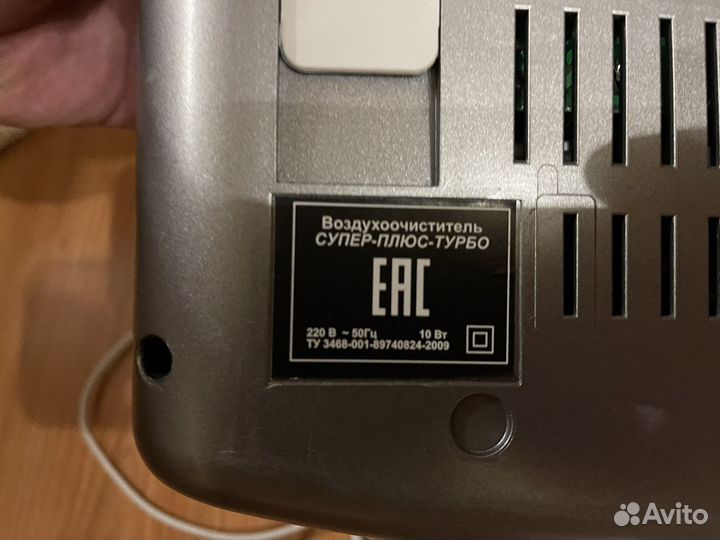 Воздухоочиститель
СУПЕР-ПЛЮС-ТУРБО
EAC
220 В ~ 50Гц 10 Вт
ТУ 3468-001-89740824-2009
Avito